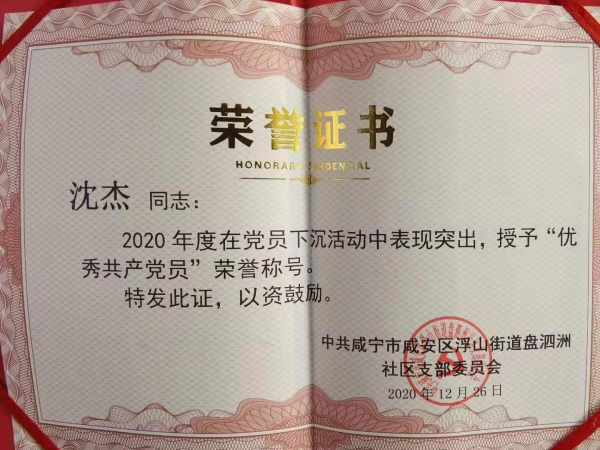 荣誉证书
HONORARY CREDENTIAL
沈杰 同志：
2020 年度在党员下沉活动中表现突出，授予“优
秀共产党员”荣誉称号。
特发此证，以资鼓励。
中共咸宁市咸安区浮山街道盘泗洲
社区支部委员会
2020 年 12 月 26 日